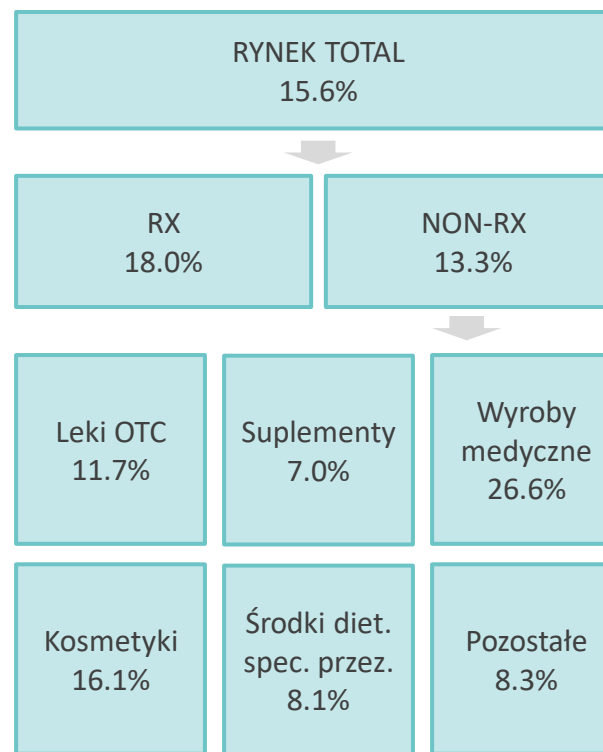 RYNEK TOTAL
15.6%
RX
18.0%
NON-RX
13.3%
Leki OTC
11.7%
Suplementy
7.0%
Wyroby
medyczne
26.6%
Kosmetyki
16.1%
Środki diet.
spec. przez.
8.1%
Pozostałe
8.3%